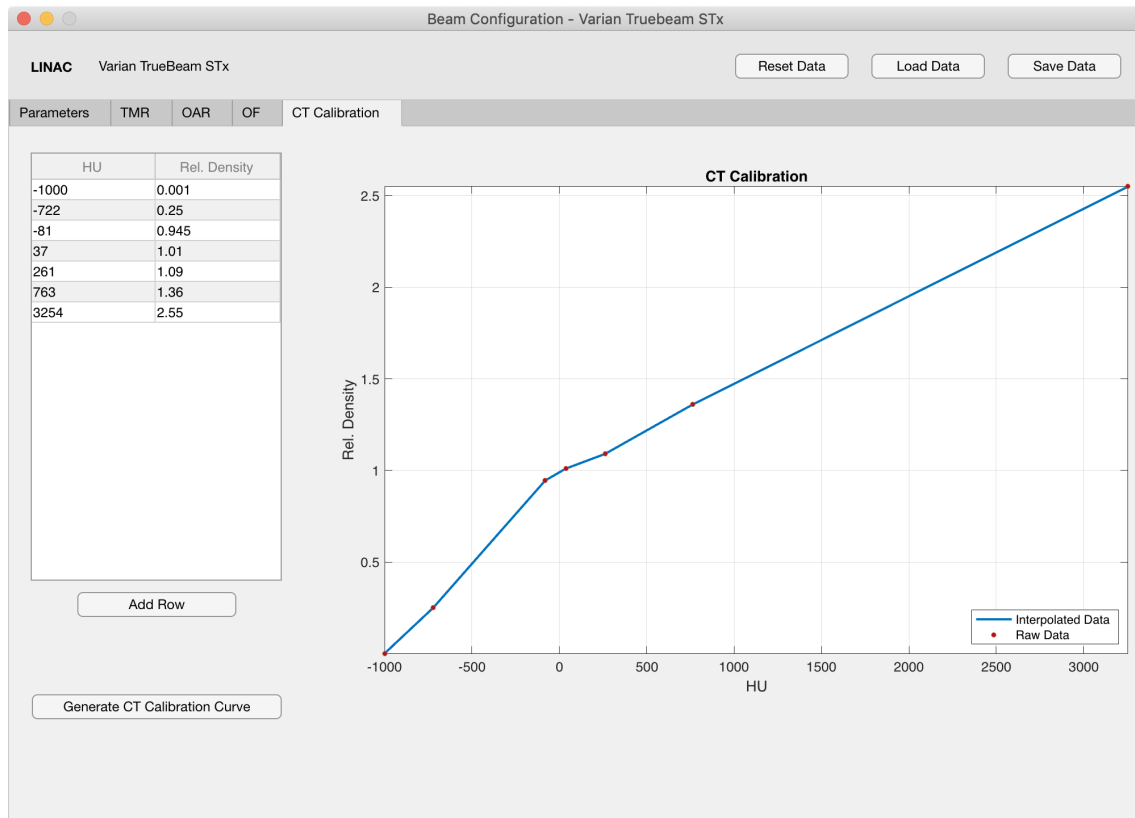 Beam Configuration - Varian Truebeam STx
LINAC Varian TrueBeam STx Reset Data Load Data Save Data
Parameters TMR OAR OF CT Calibration
HU Rel. Density
-1000 0.001
-722 0.25
-81 0.945
37 1.01
261 1.09
763 1.36
3254 2.55
Add Row
Generate CT Calibration Curve
CT Calibration
2.5
2
1.5
1
0.5
Rel. Density
-1000 -500 0 500 1000 1500 2000 2500 3000
HU
Interpolated Data
Raw Data